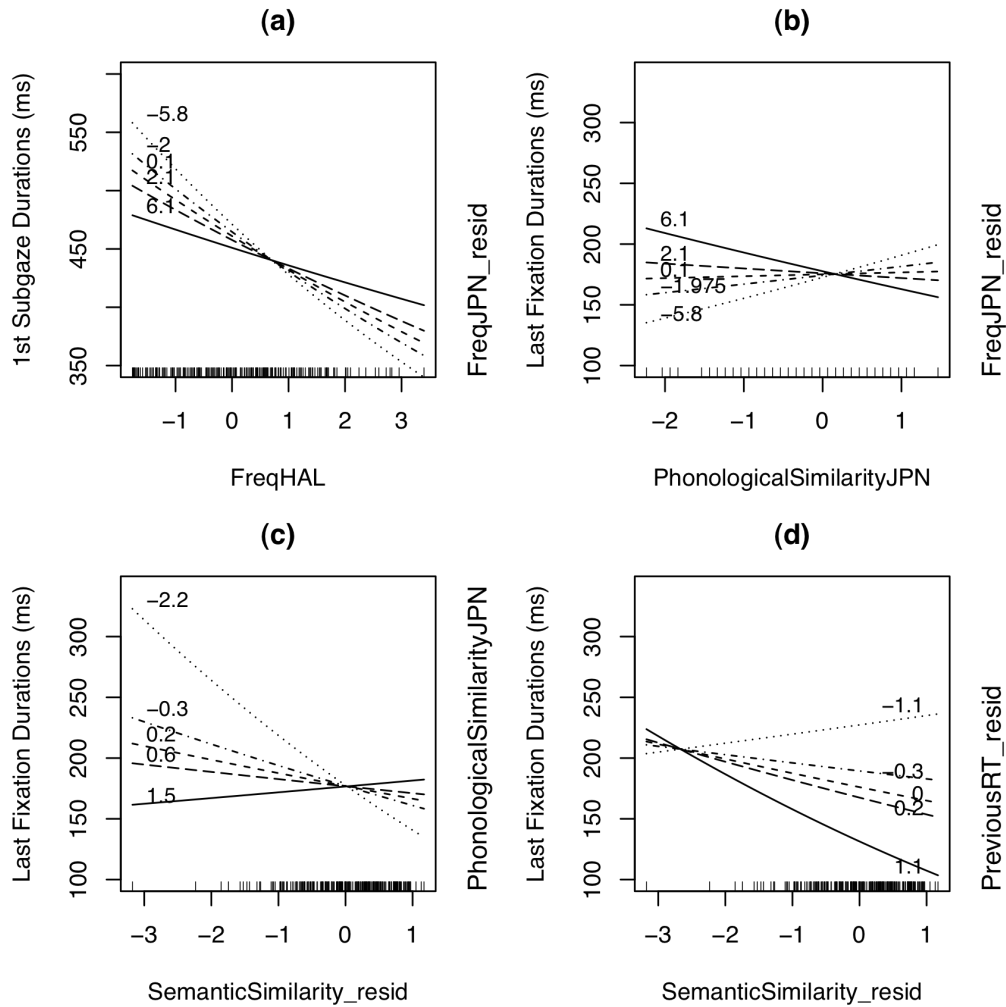 (a)
1st Subgaze Durations (ms)
350
450
550
−5.8
−2
0.1
2.1
6.1
−1 0 1 2 3
FreqHAL
FreqJPN_resid
(b)
Last Fixation Durations (ms)
100
150
200
250
300
6.1
2.1
0.1
−1.975
−5.8
−2 −1 0 1
PhonologicalSimilarityJPN
FreqJPN_resid
(c)
Last Fixation Durations (ms)
100
150
200
250
300
−2.2
−0.3
0.2
0.6
1.5
−3 −2 −1 0 1
SemanticSimilarity_resid
PhonologicalSimilarityJPN
(d)
Last Fixation Durations (ms)
100
150
200
250
300
−1.1
−0.3
0
0.2
1.1
−3 −2 −1 0 1
SemanticSimilarity_resid
PreviousRT_resid